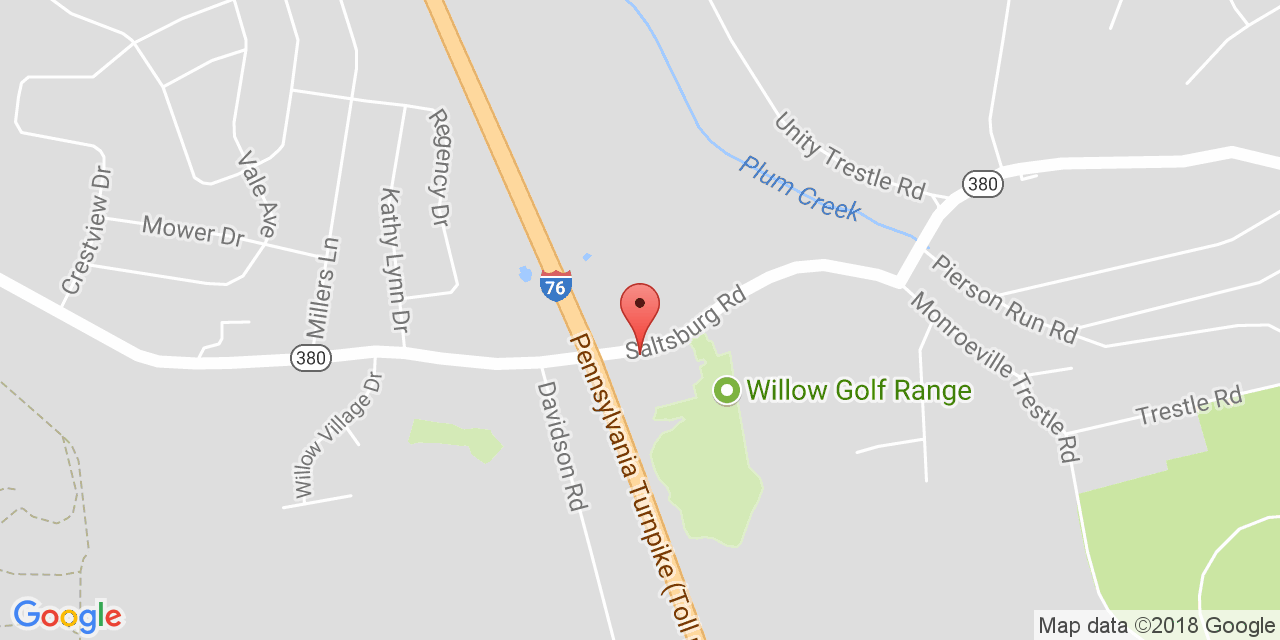 Unity Trestle Rd
Regency Dr
Vale Ave
Crestview Dr
Plum Creek
380
Kathy Lynn Dr
Mower Dr
Millers Ln
76
Pierson Run Rd
Saltsburg Rd
Monroeville Trestle Rd
380
Pennsylvania Turnpike (Toll
Willow Village Dr
Davidson Rd
Willow Golf Range
Trestle Rd
Google
Map data ©2018 Google